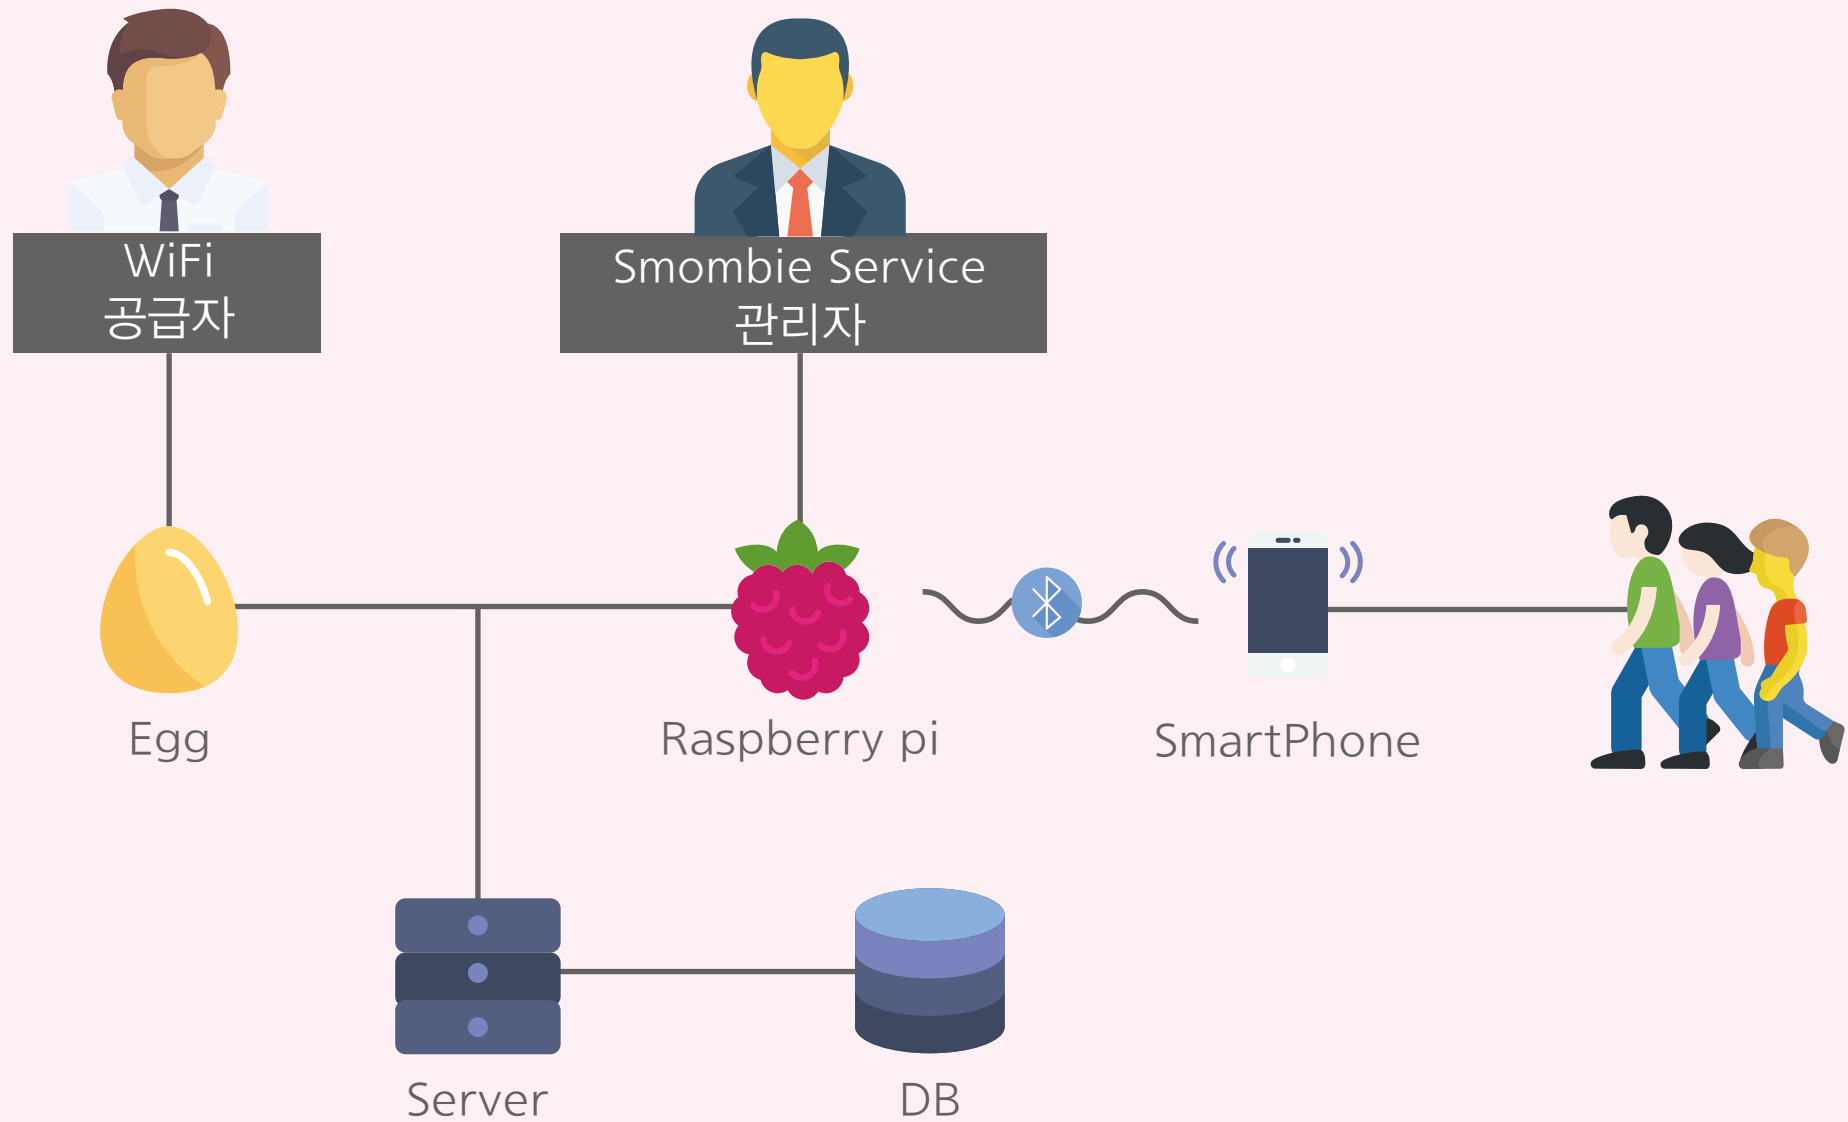 WiFi
공급자
Smombie Service
관리자
Egg
Raspberry pi
SmartPhone
Server
DB